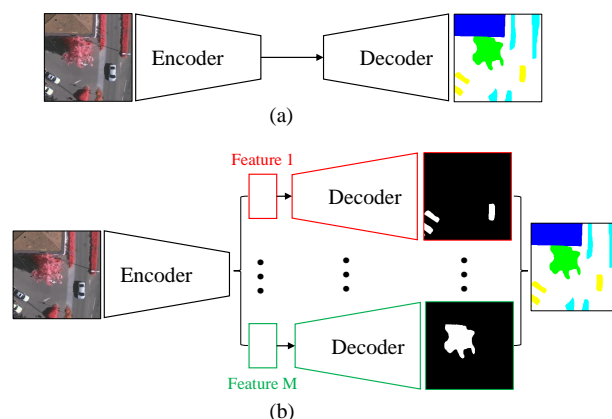 Encoder
Decoder
(a)
Feature 1
Decoder
Encoder
Decoder
Feature M
(b)